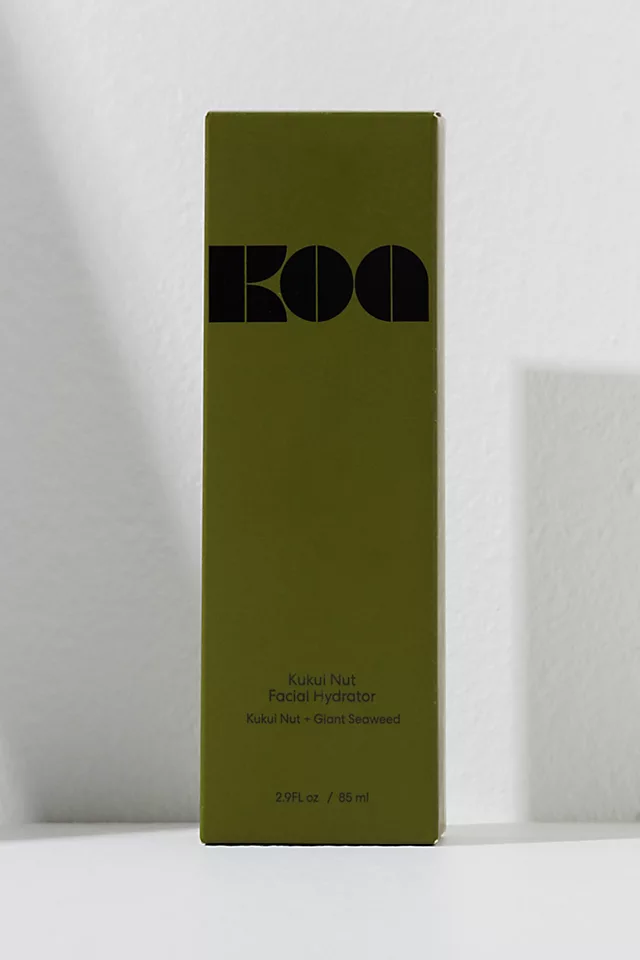 Koa
Kukui Nut
Facial Hydrator
Kukui Nut + Giant Seaweed
2.9FL oz / 85 ml